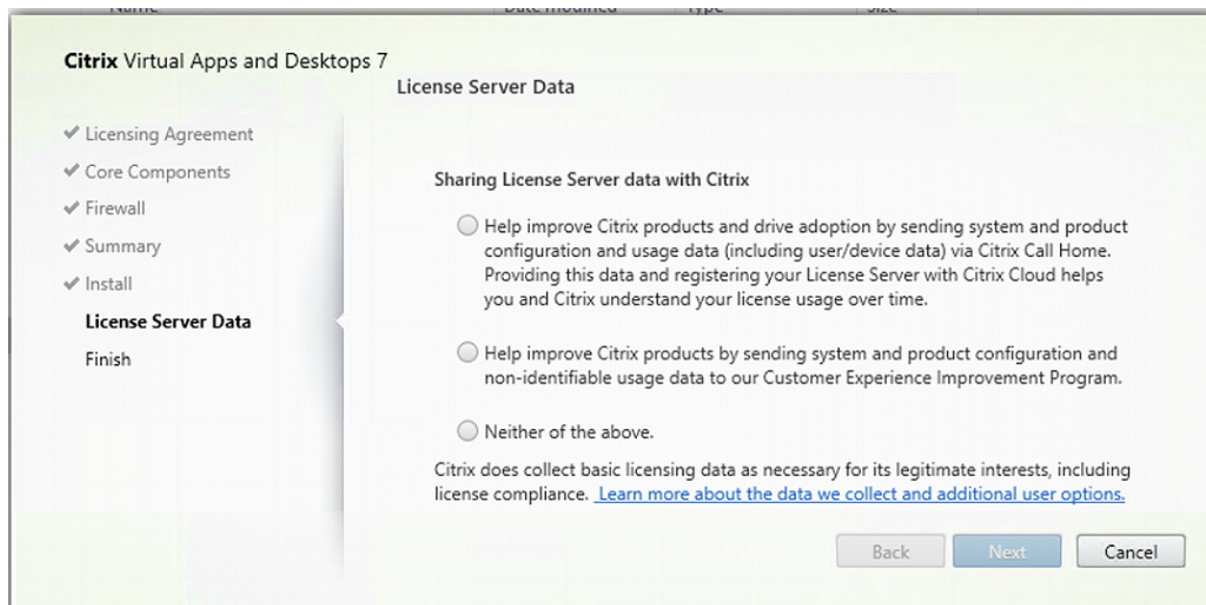 Name Date modified Type Size
Citrix Virtual Apps and Desktops 7
License Server Data
Licensing Agreement
Core Components
Firewall
Summary
Install
License Server Data
Finish
Sharing License Server data with Citrix
Help improve Citrix products and drive adoption by sending system and product
configuration and usage data (including user/device data) via Citrix Call Home.
Providing this data and registering your License Server with Citrix Cloud helps
you and Citrix understand your license usage over time.
Help improve Citrix products by sending system and product configuration and
non-identifiable usage data to our Customer Experience Improvement Program.
Neither of the above.
Citrix does collect basic licensing data as necessary for its legitimate interests, including
license compliance. Learn more about the data we collect and additional user options.
Back Next Cancel